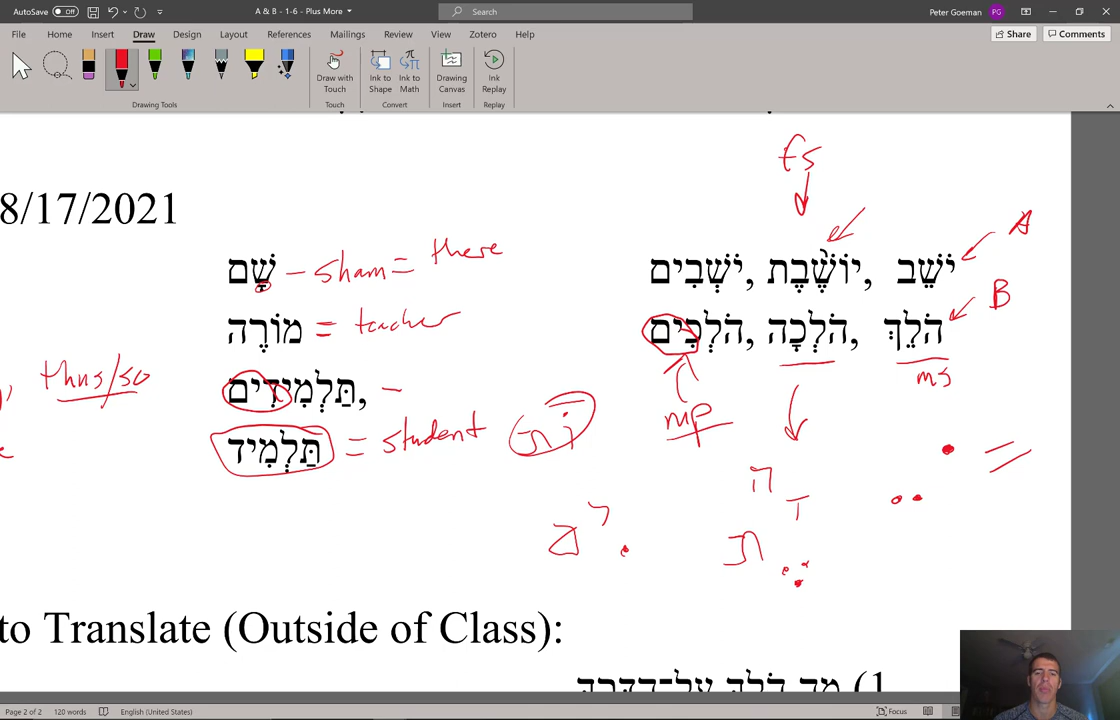 AutoSave Off A & B - 1-6 - Plus More Search Peter Goeman PG
File Home Insert Draw Design Layout References Mailings Review View Zotero Help Share Comments
Draw with Touch Ink to Shape Ink to Math Drawing Canvas Ink Replay
Drawing Tools Touch Convert Insert Replay
fs
8/17/2021
A
יֹשֵׁב, יוֹשֶׁבֶת, יֹשְׁבִים
שָׁם – sham = there
B
הֹלֵךְ, הֹלְכָה, הֹלְכִים
מוֹרֶה = teacher
ms
mp
thus/so
תַּלְמִידִים, –
תַּלְמִיד = student
to Translate (Outside of Class):
1) מַה הֹלֵךְ עַל־הַדֶּרֶךְ
Page 2 of 2 120 words English (United States) Focus